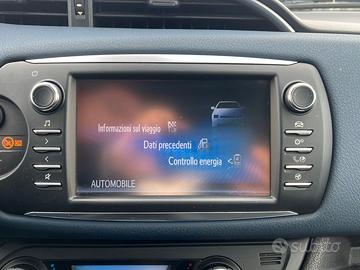 Informazioni sul viaggio
Dati precedenti
Controllo energia
AUTOMOBILE
subito